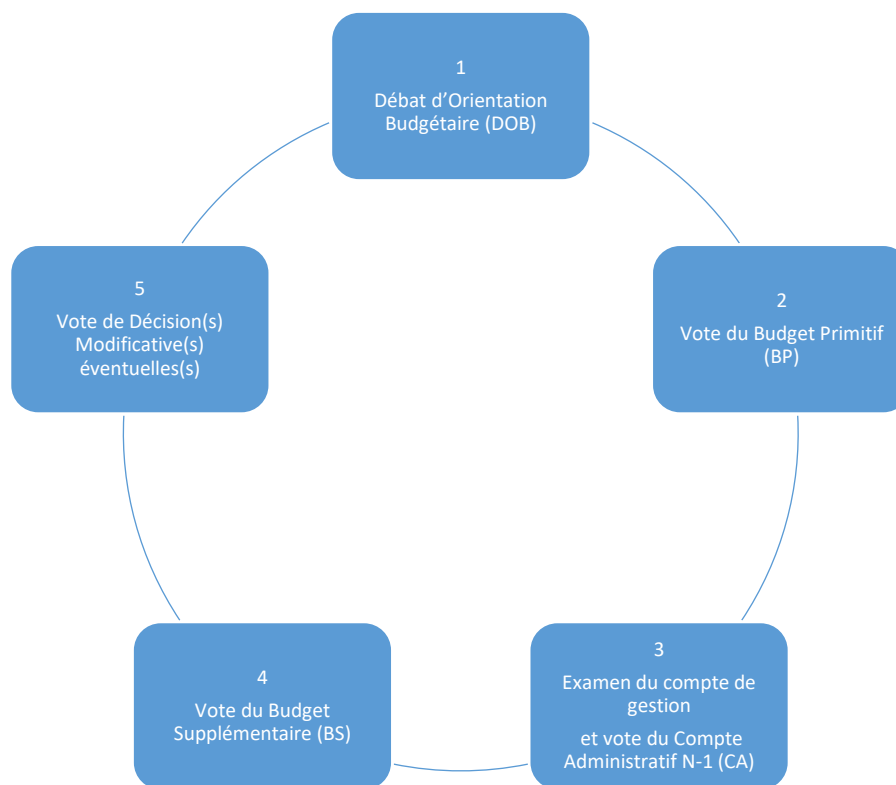 1
Débat d’Orientation
Budgétaire (DOB)
2
Vote du Budget Primitif
(BP)
3
Examen du compte de
gestion
et vote du Compte
Administratif N-1 (CA)
4
Vote du Budget
Supplémentaire (BS)
5
Vote de Décision(s)
Modificative(s)
éventuelles(s)